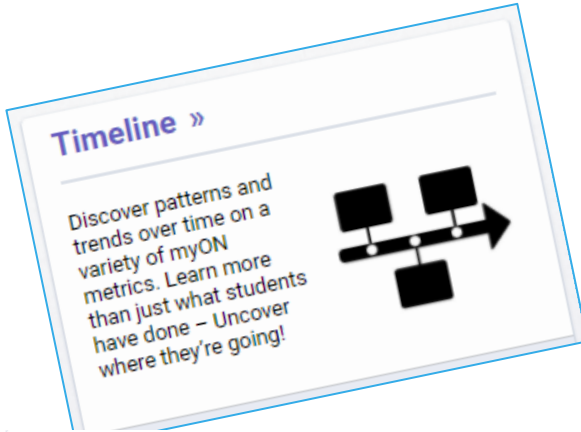 Timeline »
Discover patterns and
trends over time on a
variety of myON
metrics. Learn more
than just what students
have done – Uncover
where they're going!